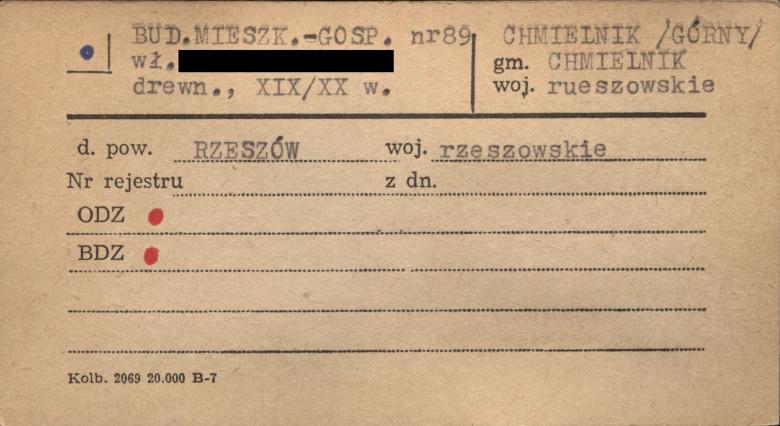 BUD.MIESZK.-GOSP. nr89
wł.
drewn., XIX/XX w.
CHMIELNIK /GÓRNY/
gm. CHMIELNIK
woj. rueszowskie
d. pow. RZESZÓW woj. rzeszowskie
Nr rejestru z dn.
ODZ
BDZ
Kolb. 2069 20.000 B-7